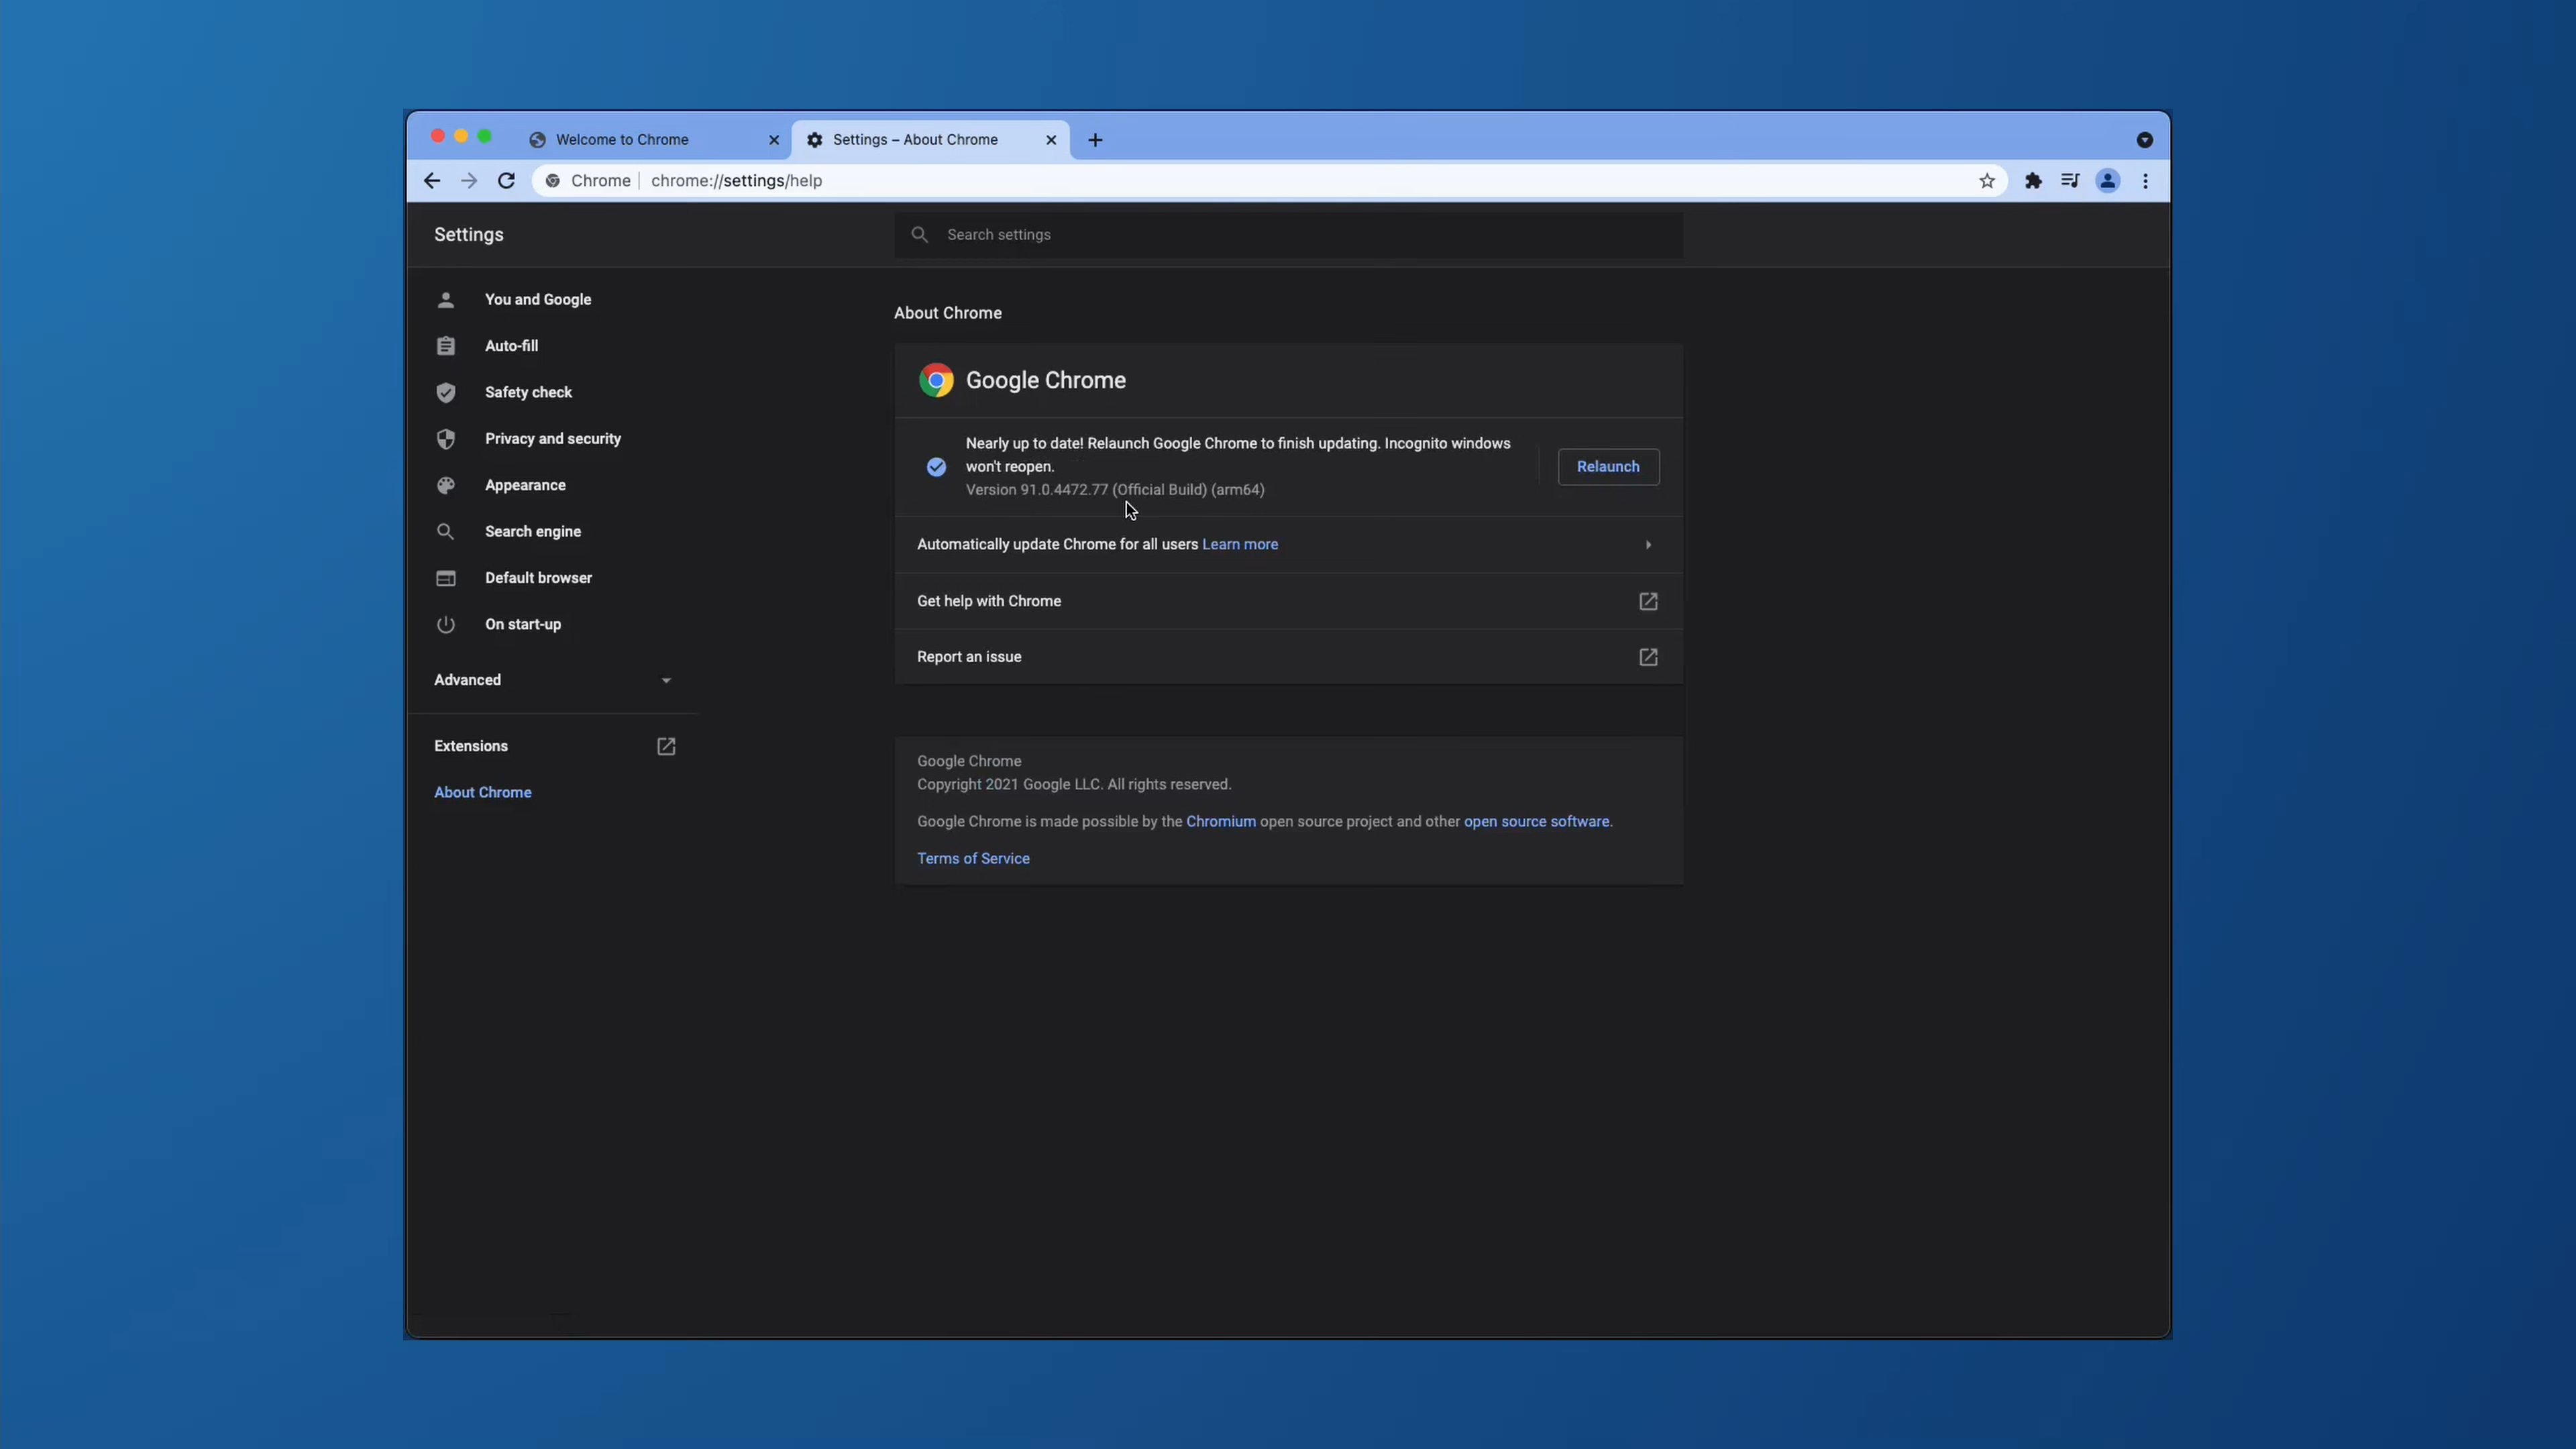 Welcome to Chrome
Settings – About Chrome
Chrome
chrome://settings/help
Settings
Search settings
You and Google
Auto-fill
Safety check
Privacy and security
Appearance
Search engine
Default browser
On start-up
Advanced
Extensions
About Chrome
About Chrome
Google Chrome
Nearly up to date! Relaunch Google Chrome to finish updating. Incognito windows
won't reopen.
Version 91.0.4472.77 (Official Build) (arm64)
Relaunch
Automatically update Chrome for all users Learn more
Get help with Chrome
Report an issue
Google Chrome
Copyright 2021 Google LLC. All rights reserved.
Google Chrome is made possible by the Chromium open source project and other open source software.
Terms of Service